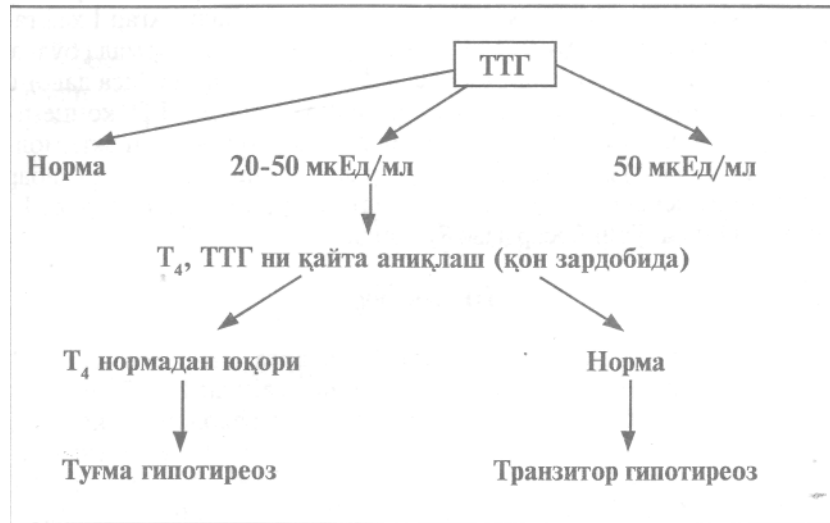 ТТГ
Норма 20-50 мкЕд/мл 50 мкЕд/мл
Т₄, ТТГ ни қайта аниқлаш (қон зардобида)
Т₄ нормадан юқори Норма
Туғма гипотиреоз Транзитор гипотиреоз